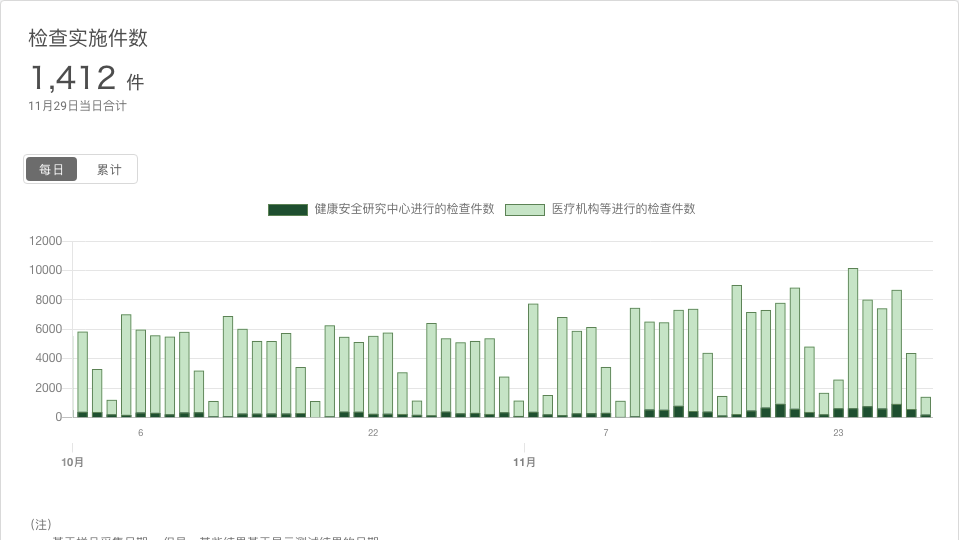 检查实施件数
1,412 件
11月29日当日合计
每日 累计
健康安全研究中心进行的检查件数 医疗机构等进行的检查件数
12000
10000
8000
6000
4000
2000
0
6 22 7 23
10月 11月
(注)